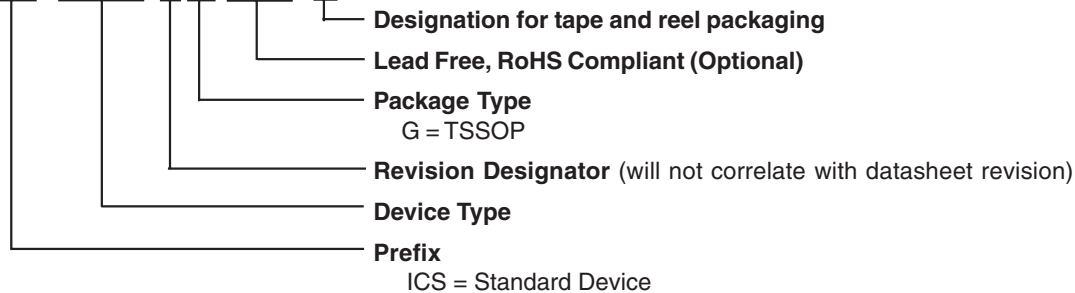 Designation for tape and reel packaging
Lead Free, RoHS Compliant (Optional)
Package Type
G = TSSOP
Revision Designator (will not correlate with datasheet revision)
Device Type
Prefix
ICS = Standard Device